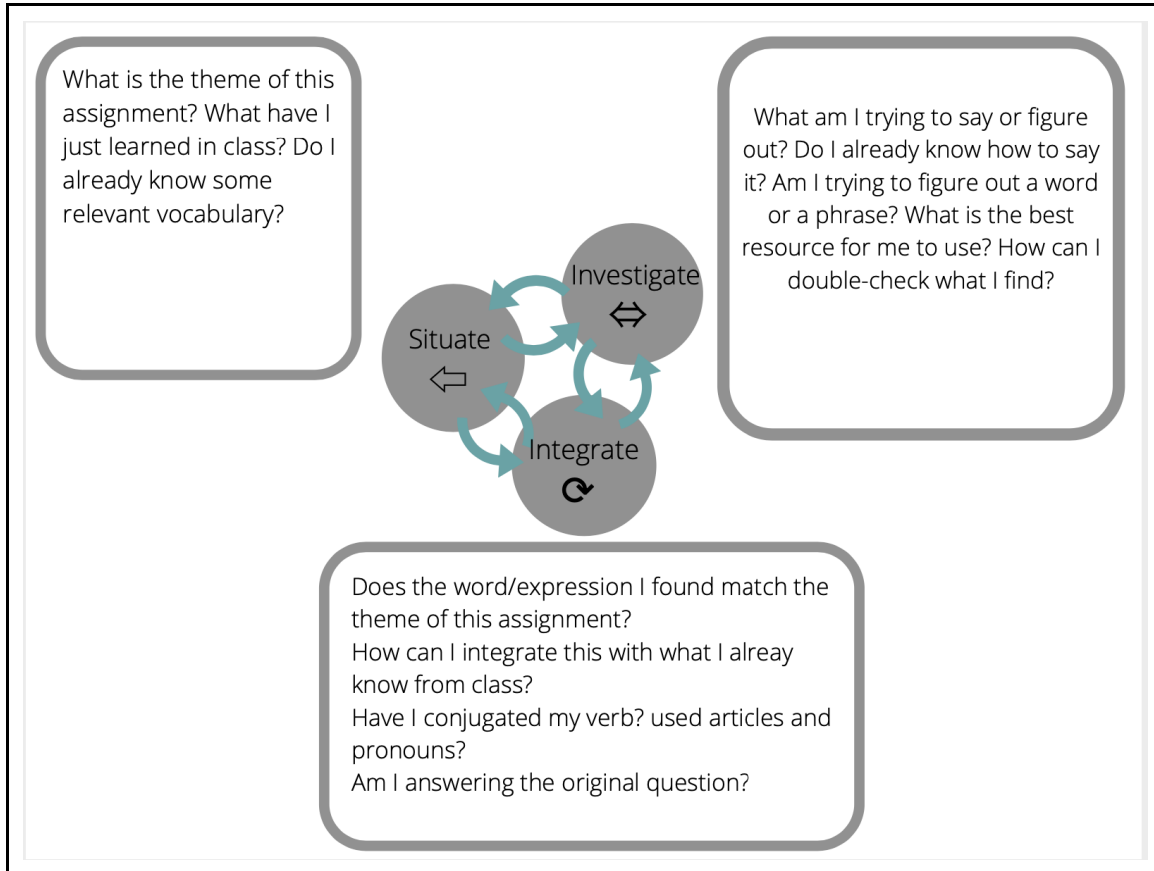 What is the theme of this
assignment? What have I
just learned in class? Do I
already know some
relevant vocabulary?
What am I trying to say or figure
out? Do I already know how to say
it? Am I trying to figure out a word
or a phrase? What is the best
resource for me to use? How can I
double-check what I find?
Investigate
Situate
Integrate
Does the word/expression I found match the
theme of this assignment?
How can I integrate this with what I alreay
know from class?
Have I conjugated my verb? used articles and
pronouns?
Am I answering the original question?